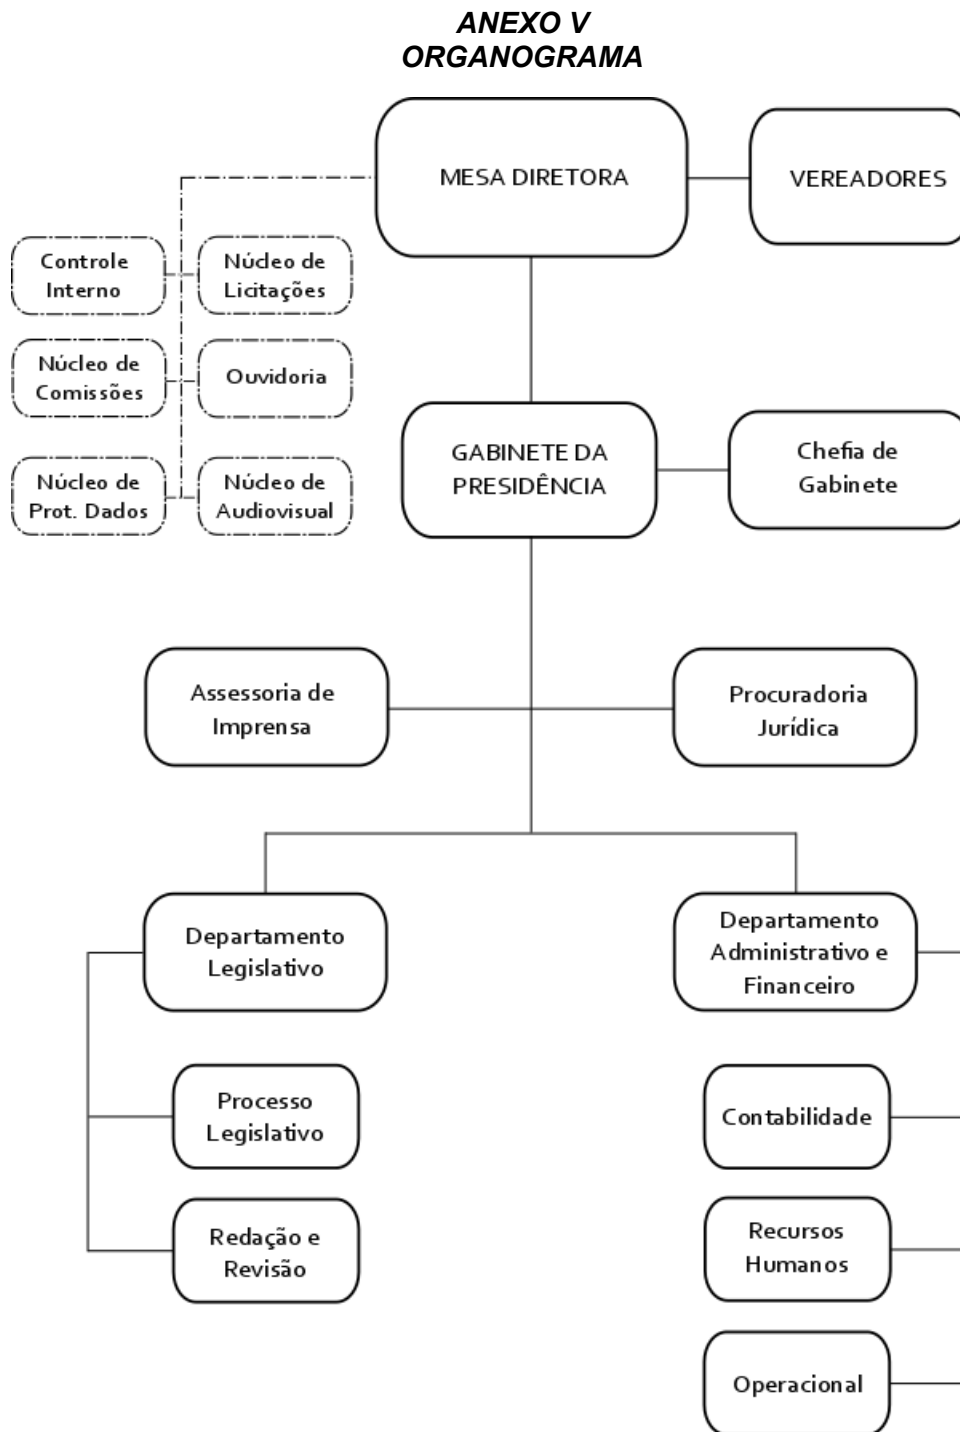 ANEXO V
ORGANOGRAMA
MESA DIRETORA
VEREADORES
Controle
Interno
Núcleo de
Licitações
Núcleo de
Comissões
Ouvidoria
Núcleo de
Prot. Dados
Núcleo de
Audiovisual
GABINETE DA
PRESIDÊNCIA
Chefia de
Gabinete
Assessoria de
Imprensa
Procuradoria
Jurídica
Departamento
Legislativo
Departamento
Administrativo e
Financeiro
Processo
Legislativo
Contabilidade
Redação e
Revisão
Recursos
Humanos
Operacional